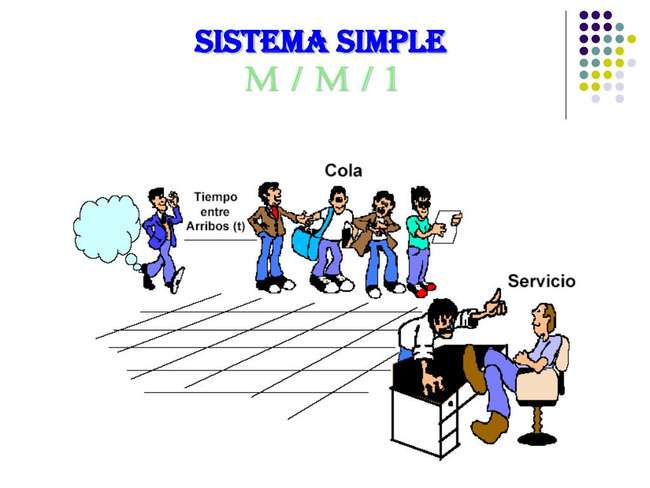 SISTEMA SIMPLE
M / M / 1
Cola
Tiempo
entre
Arribos (t)
Servicio